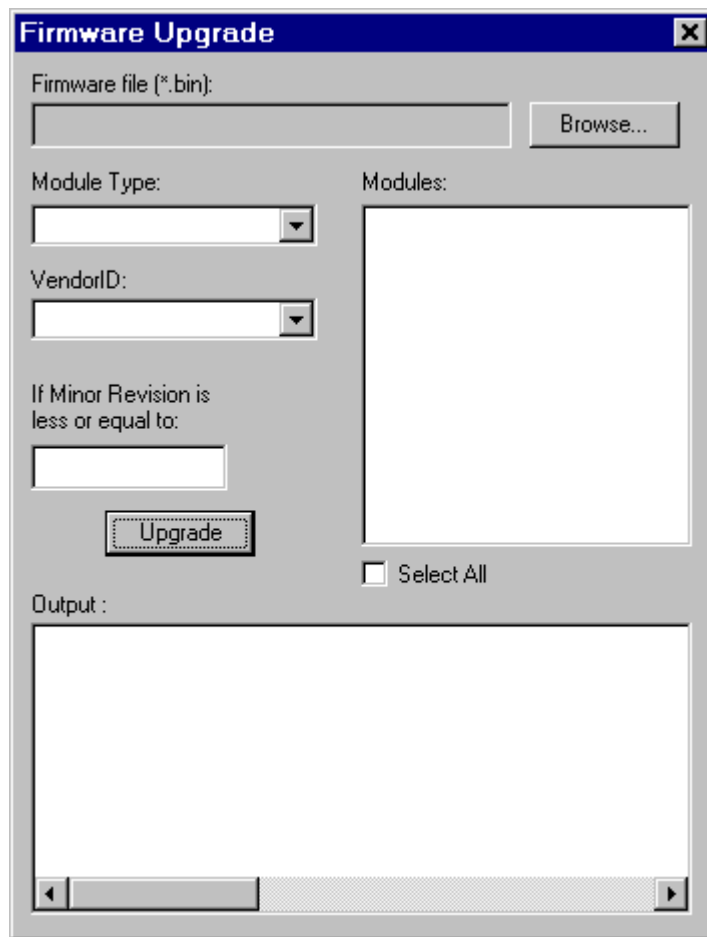 Firmware Upgrade
Firmware file (*.bin):
Browse...
Module Type:
Modules:
VendorID:
If Minor Revision is
less or equal to:
Upgrade
Select All
Output :